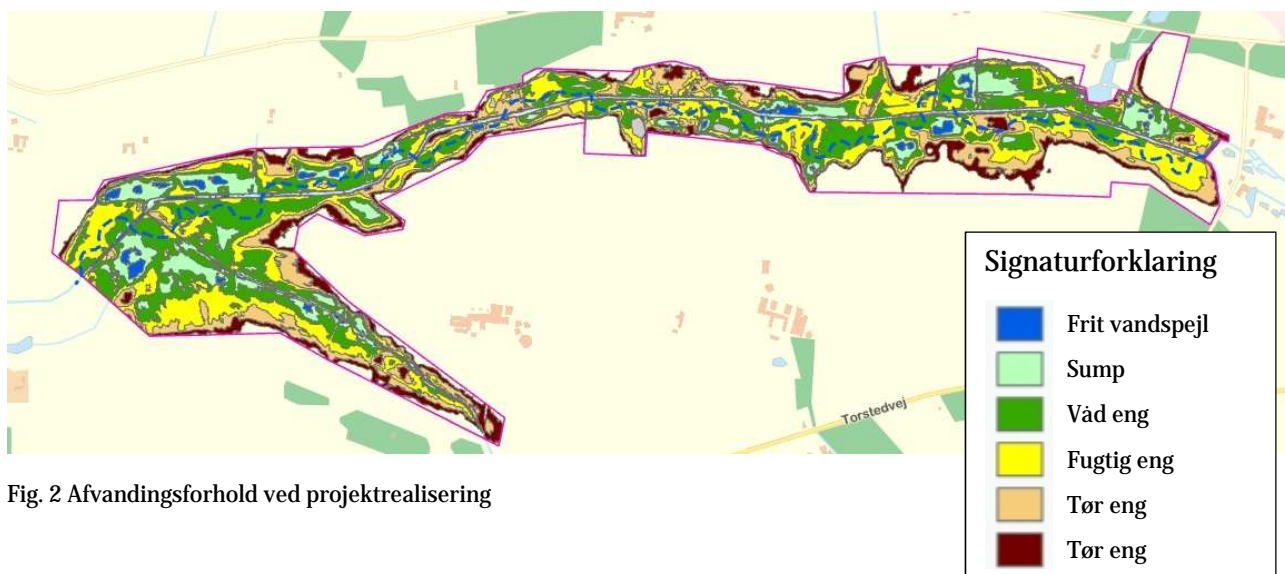 Torstedvej
Signaturforklaring
Frit vandspejl
Sump
Våd eng
Fugtig eng
Tør eng
Tør eng
Fig. 2 Afvandingsforhold ved projektrealisering